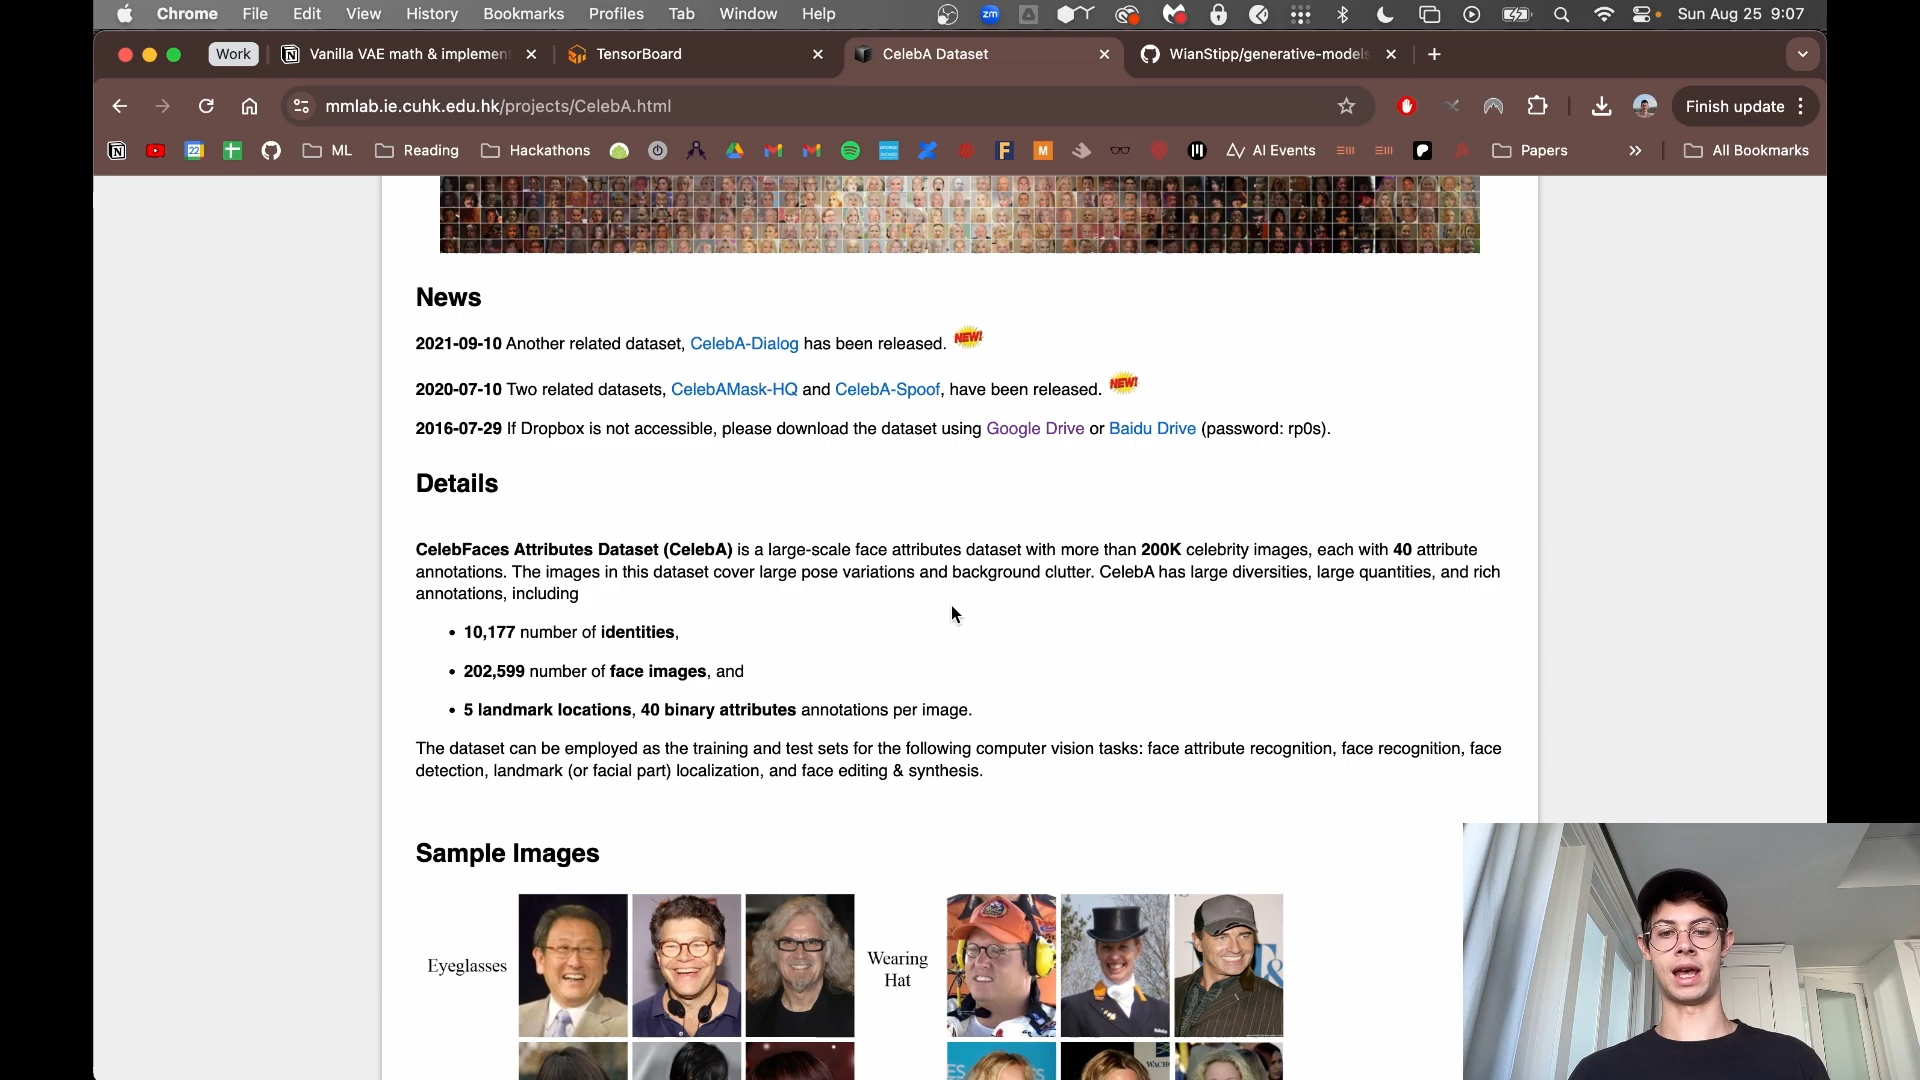 Chrome File Edit View History Bookmarks Profiles Tab Window Help zm Sun Aug 25 9:07
Work Vanilla VAE math & implemen TensorBoard CelebA Dataset WianStipp/generative-models
mmlab.ie.cuhk.edu.hk/projects/CelebA.html Finish update
22 ML Reading Hackathons F M AI Events Papers All Bookmarks
News
2021-09-10 Another related dataset, CelebA-Dialog has been released. NEW!
2020-07-10 Two related datasets, CelebAMask-HQ and CelebA-Spoof, have been released. NEW!
2016-07-29 If Dropbox is not accessible, please download the dataset using Google Drive or Baidu Drive (password: rp0s).
Details
CelebFaces Attributes Dataset (CelebA) is a large-scale face attributes dataset with more than 200K celebrity images, each with 40 attribute
annotations. The images in this dataset cover large pose variations and background clutter. CelebA has large diversities, large quantities, and rich
annotations, including
• 10,177 number of identities,
• 202,599 number of face images, and
• 5 landmark locations, 40 binary attributes annotations per image.
The dataset can be employed as the training and test sets for the following computer vision tasks: face attribute recognition, face recognition, face
detection, landmark (or facial part) localization, and face editing & synthesis.
Sample Images
Eyeglasses
Wearing
Hat